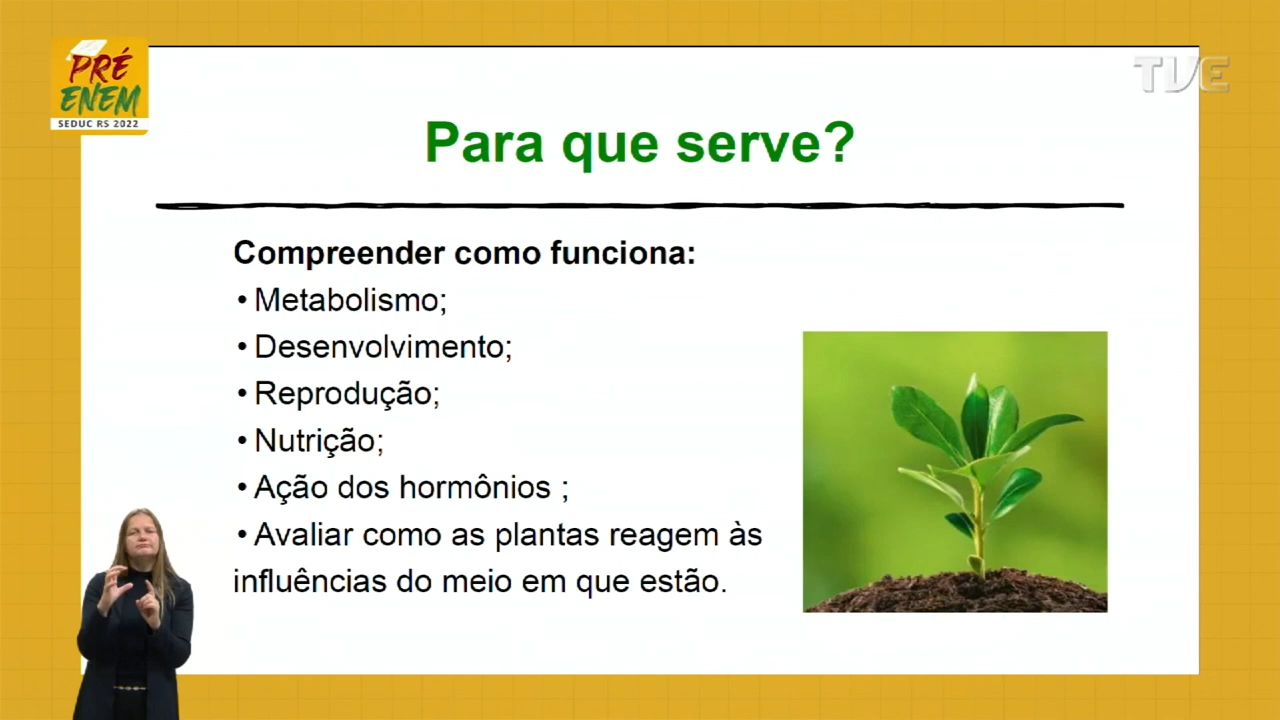 PRÉ
ENEM
SEDUC RS 2022
TVE
Para que serve?
Compreender como funciona:
• Metabolismo;
• Desenvolvimento;
• Reprodução;
• Nutrição;
• Ação dos hormônios ;
• Avaliar como as plantas reagem às
influências do meio em que estão.